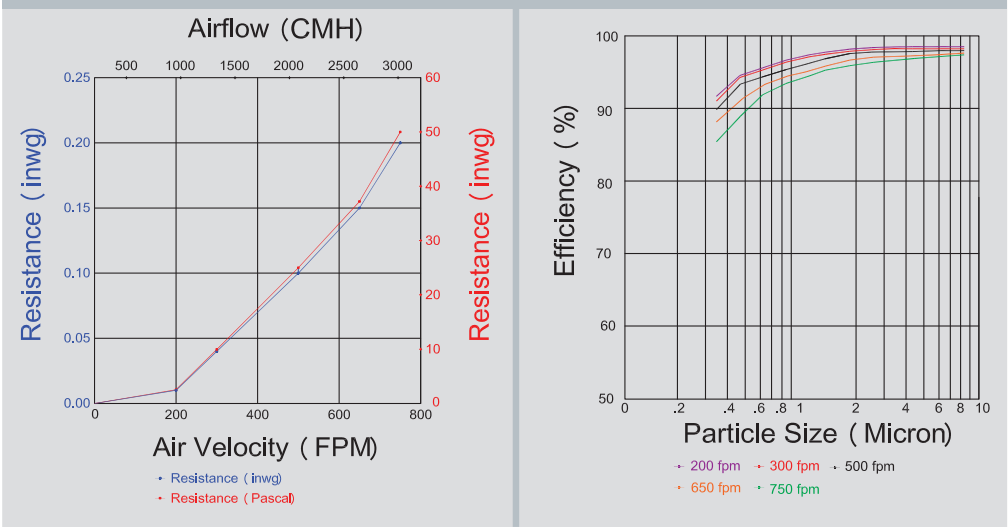 Airflow (CMH)
500 1000 1500 2000 2500 3000
0.25
0.20
0.15
0.10
0.05
0.00
Resistance ( inwg)
60
50
40
30
20
10
0
Resistance ( inwg)
0 200 400 600 800
Air Velocity ( FPM)
Resistance ( inwg)
Resistance ( Pascal)
100
90
80
70
60
50
Efficiency ( %)
0 .2 .4 .6 .8 1 2 4 6 8 10
Particle Size ( Micron)
200 fpm 300 fpm 500 fpm
650 fpm 750 fpm